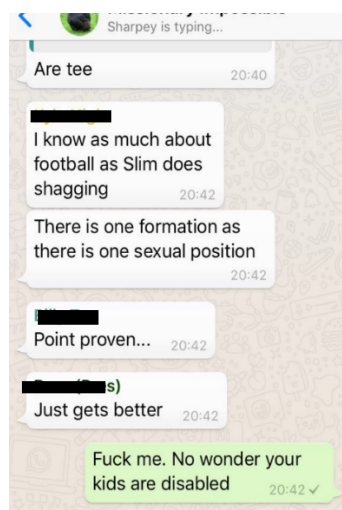 Sharpey is typing...
Are tee
20:40
I know as much about
football as Slim does
shagging
20:42
There is one formation as
there is one sexual position
20:42
Point proven...
20:42
s)
Just gets better
20:42
Fuck me. No wonder your
kids are disabled
20:42